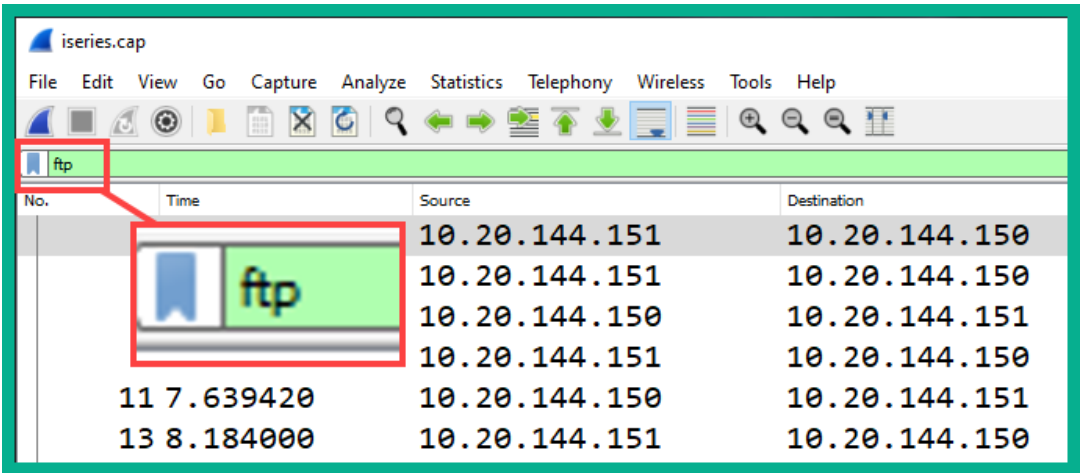 iseries.cap
File Edit View Go Capture Analyze Statistics Telephony Wireless Tools Help
ftp
No. Time Source Destination
10.20.144.151 10.20.144.150
ftp
10.20.144.151 10.20.144.150
10.20.144.150 10.20.144.151
10.20.144.151 10.20.144.150
11 7.639420 10.20.144.150 10.20.144.151
13 8.184000 10.20.144.151 10.20.144.150